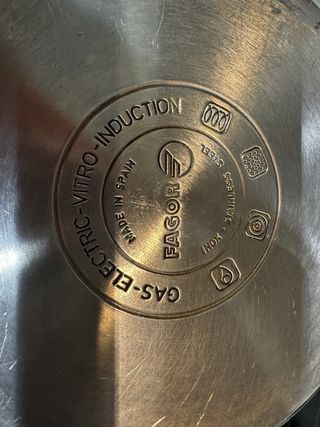 GAS-ELECTRIC-VITRO-INDUCTION
MADE IN SPAIN
FAGOR
INOX - STAINLESS STEEL